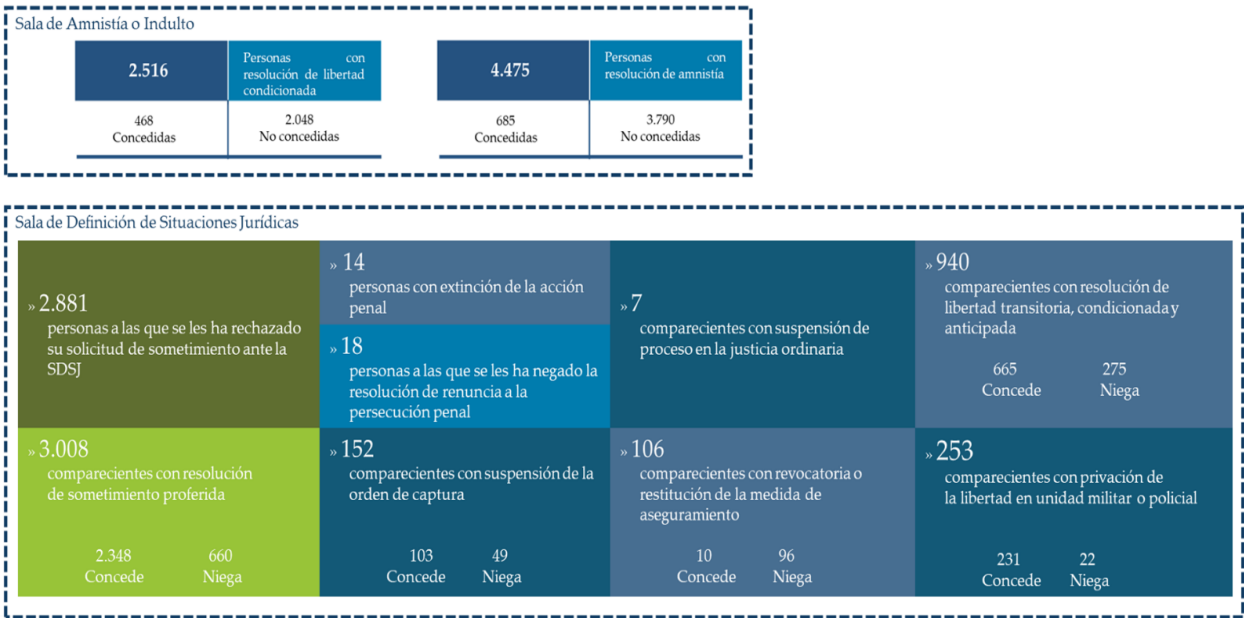 Sala de Amnistía o Indulto
2.516
Personas con
resolución de libertad
condicionada
468
Concedidas
2.048
No concedidas
4.475
Personas con
resolución de amnistía
685
Concedidas
3.790
No concedidas
Sala de Definición de Situaciones Jurídicas
» 2.881
personas a las que se les ha rechazado
su solicitud de sometimiento ante la
SDSJ
» 14
personas con extinción de la acción
penal
» 18
personas a las que se les ha negado la
resolución de renuncia a la
persecución penal
» 7
comparecientes con suspensión de
proceso en la justicia ordinaria
» 940
comparecientes con resolución de
libertad transitoria, condicionada y
anticipada
665
Concede
275
Niega
» 3.008
comparecientes con resolución
de sometimiento proferida
2.348
Concede
660
Niega
» 152
comparecientes con suspensión de la
orden de captura
103
Concede
49
Niega
» 106
comparecientes con revocatoria o
restitución de la medida de
aseguramiento
10
Concede
96
Niega
» 253
comparecientes con privación de
la libertad en unidad militar o policial
231
Concede
22
Niega